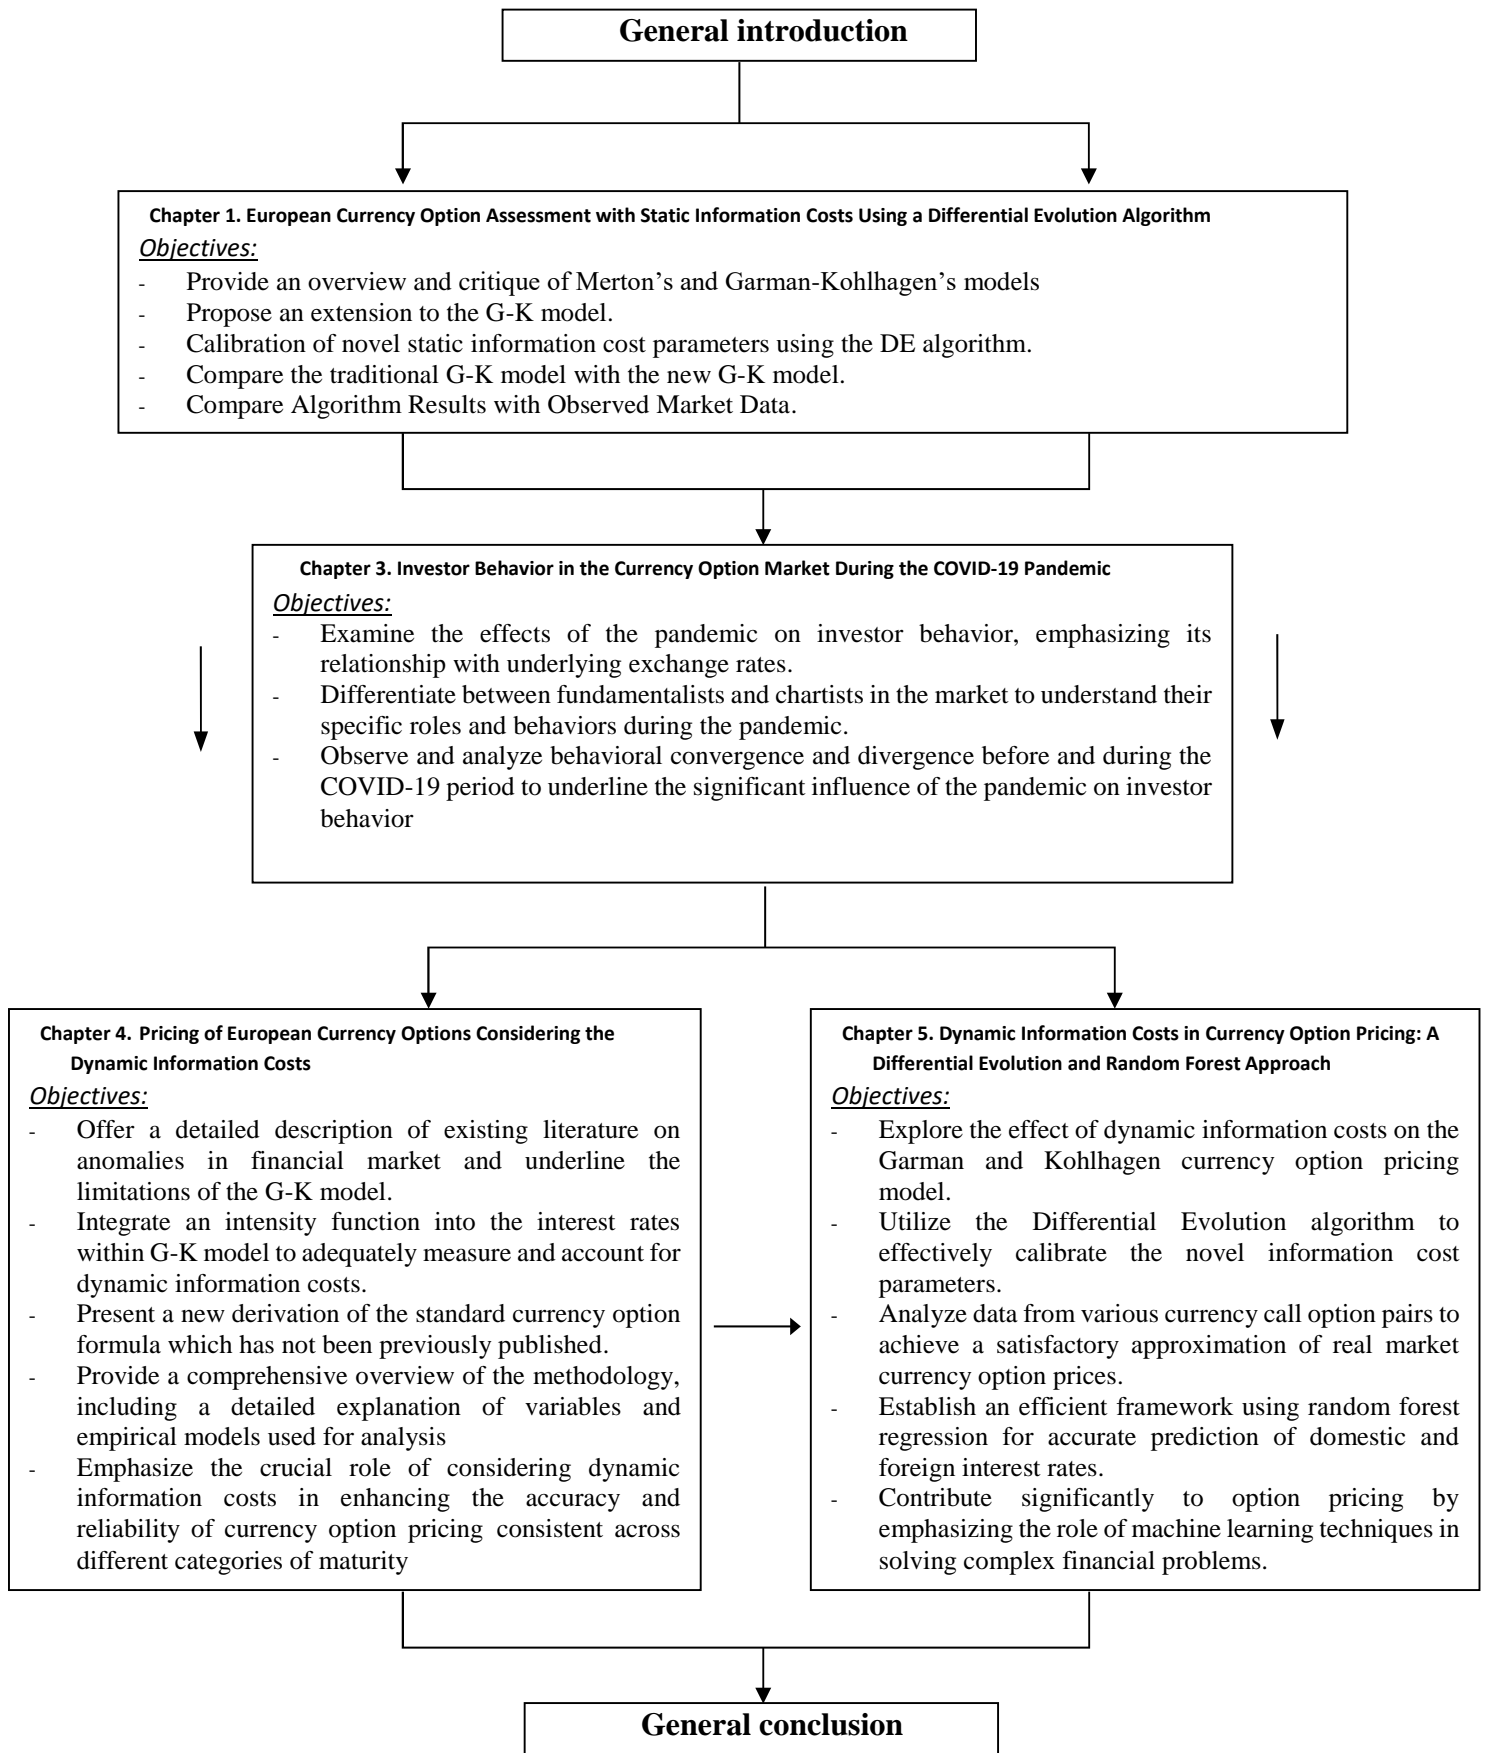 General introduction
Chapter 1. European Currency Option Assessment with Static Information Costs Using a Differential Evolution Algorithm
Objectives:
- Provide an overview and critique of Merton’s and Garman-Kohlhagen’s models
- Propose an extension to the G-K model.
- Calibration of novel static information cost parameters using the DE algorithm.
- Compare the traditional G-K model with the new G-K model.
- Compare Algorithm Results with Observed Market Data.
Chapter 3. Investor Behavior in the Currency Option Market During the COVID-19 Pandemic
Objectives:
- Examine the effects of the pandemic on investor behavior, emphasizing its
relationship with underlying exchange rates.
- Differentiate between fundamentalists and chartists in the market to understand their
specific roles and behaviors during the pandemic.
- Observe and analyze behavioral convergence and divergence before and during the
COVID-19 period to underline the significant influence of the pandemic on investor
behavior
Chapter 4. Pricing of European Currency Options Considering the
Dynamic Information Costs
Objectives:
- Offer a detailed description of existing literature on
anomalies in financial market and underline the
limitations of the G-K model.
- Integrate an intensity function into the interest rates
within G-K model to adequately measure and account for
dynamic information costs.
- Present a new derivation of the standard currency option
formula which has not been previously published.
- Provide a comprehensive overview of the methodology,
including a detailed explanation of variables and
empirical models used for analysis
- Emphasize the crucial role of considering dynamic
information costs in enhancing the accuracy and
reliability of currency option pricing consistent across
different categories of maturity
Chapter 5. Dynamic Information Costs in Currency Option Pricing: A
Differential Evolution and Random Forest Approach
Objectives:
- Explore the effect of dynamic information costs on the
Garman and Kohlhagen currency option pricing
model.
- Utilize the Differential Evolution algorithm to
effectively calibrate the novel information cost
parameters.
- Analyze data from various currency call option pairs to
achieve a satisfactory approximation of real market
currency option prices.
- Establish an efficient framework using random forest
regression for accurate prediction of domestic and
foreign interest rates.
- Contribute significantly to option pricing by
emphasizing the role of machine learning techniques in
solving complex financial problems.
General conclusion